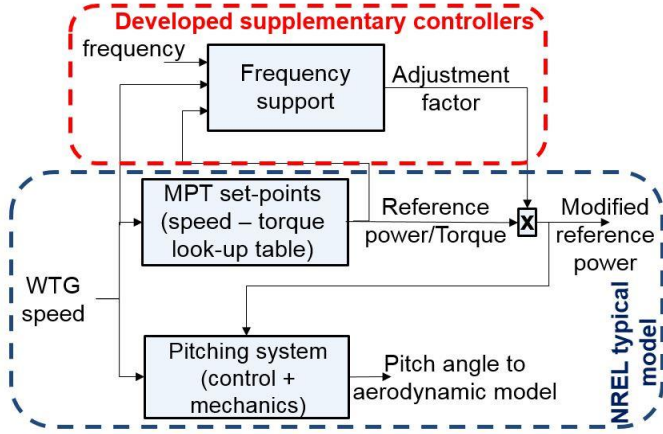 Developed supplementary controllers
frequency
Frequency
support
Adjustment
factor
MPT set-points
(speed – torque
look-up table)
Reference
power/Torque
X
Modified
reference
power
WTG
speed
Pitching system
(control +
mechanics)
Pitch angle to
aerodynamic model
NREL typical
model